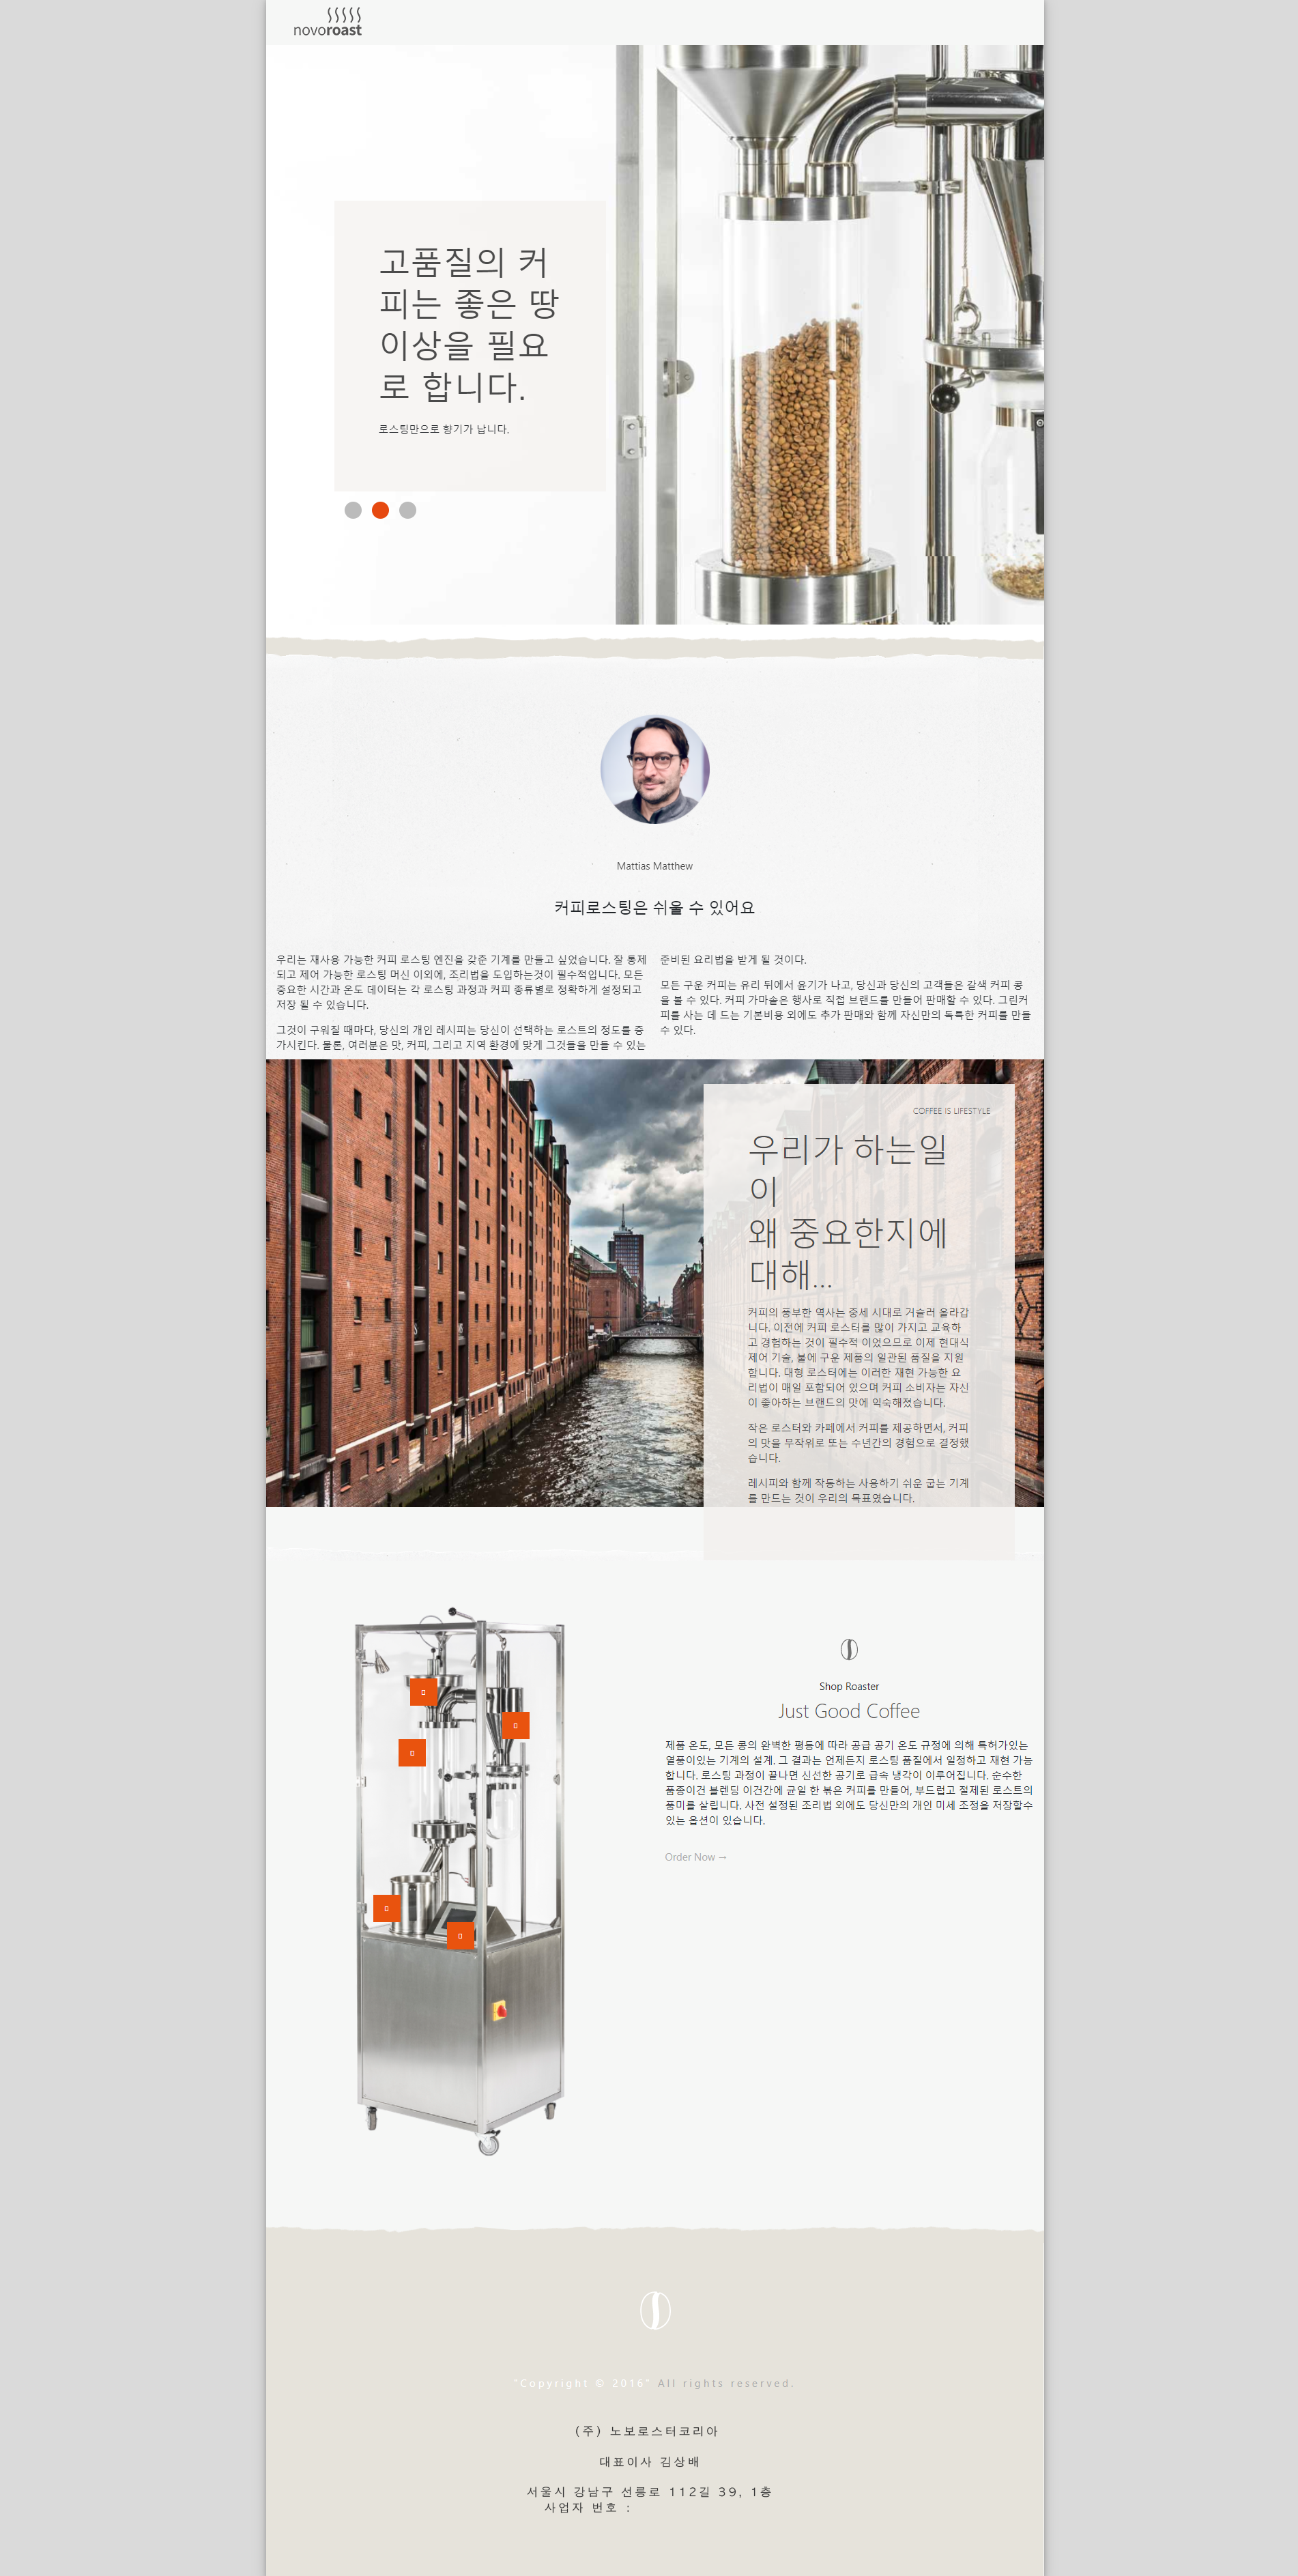 novoroast
고품질의 커
피는 좋은 땅
이상을 필요
로 합니다.
로스팅만으로 향기가 납니다.
Mattias Matthew
커피로스팅은 쉬울 수 있어요
우리는 재사용 가능한 커피 로스팅 엔진을 갖춘 기계를 만들고 싶었습니다. 잘 통제
되고 제어 가능한 로스팅 머신 이외에, 조리법을 도입하는것이 필수적입니다. 모든
중요한 시간과 온도 데이터는 각 로스팅 과정과 커피 종류별로 정확하게 설정되고
저장 될 수 있습니다.
그것이 구워질 때마다, 당신의 개인 레시피는 당신이 선택하는 로스트의 정도를 증
가시킨다. 물론, 여러분은 맛, 커피, 그리고 지역 환경에 맞게 그것들을 만들 수 있는
준비된 요리법을 받게 될 것이다.
모든 구운 커피는 유리 뒤에서 윤기가 나고, 당신과 당신의 고객들은 갈색 커피 콩
을 볼 수 있다. 커피 가마솥은 행사로 직접 브랜드를 만들어 판매할 수 있다. 그린커
피를 사는 데 드는 기본비용 외에도 추가 판매와 함께 자신만의 독특한 커피를 만들
수 있다.
COFFEE IS LIFESTYLE
우리가 하는일
이
왜 중요한지에
대해...
커피의 풍부한 역사는 중세 시대로 거슬러 올라갑
니다. 이전에 커피 로스터를 많이 가지고 교육하
고 경험하는 것이 필수적 이었으므로 이제 현대식
제어 기술, 불에 구운 제품의 일관된 품질을 지원
합니다. 대형 로스터에는 이러한 재현 가능한 요
리법이 매일 포함되어 있으며 커피 소비자는 자신
이 좋아하는 브랜드의 맛에 익숙해졌습니다.
작은 로스터와 카페에서 커피를 제공하면서, 커피
의 맛을 무작위로 또는 수년간의 경험으로 결정했
습니다.
레시피와 함께 작동하는 사용하기 쉬운 굽는 기계
를 만드는 것이 우리의 목표였습니다.
Shop Roaster
Just Good Coffee
제품 온도, 모든 콩의 완벽한 평등에 따라 공급 공기 온도 규정에 의해 특허가있는
열풍이있는 기계의 설계. 그 결과는 언제든지 로스팅 품질에서 일정하고 재현 가능
합니다. 로스팅 과정이 끝나면 신선한 공기로 급속 냉각이 이루어집니다. 순수한
품종이건 블렌딩 이건간에 균일 한 볶은 커피를 만들어, 부드럽고 절제된 로스트의
풍미를 살립니다. 사전 설정된 조리법 외에도 당신만의 개인 미세 조정을 저장할수
있는 옵션이 있습니다.
Order Now →
"Copyright © 2016" All rights reserved.
(주) 노보로스터코리아
대표이사 김상배
서울시 강남구 선릉로 112길 39, 1층
사업자 번호 :